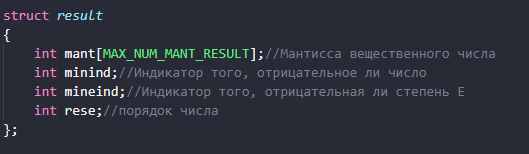 struct result
{
int mant[MAX_NUM_MANT_RESULT];//Мантисса вещественного числа
int minind;//Индикатор того, отрицательное ли число
int mineind;//Индикатор того, отрицательная ли степень E
int rese;//порядок числа
};